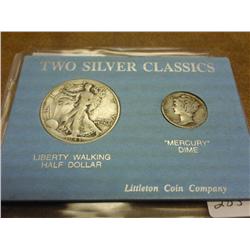 TWO SILVER CLASSICS
LIBERTY WALKING
HALF DOLLAR
"MERCURY"
DIME
Littleton Coin Company